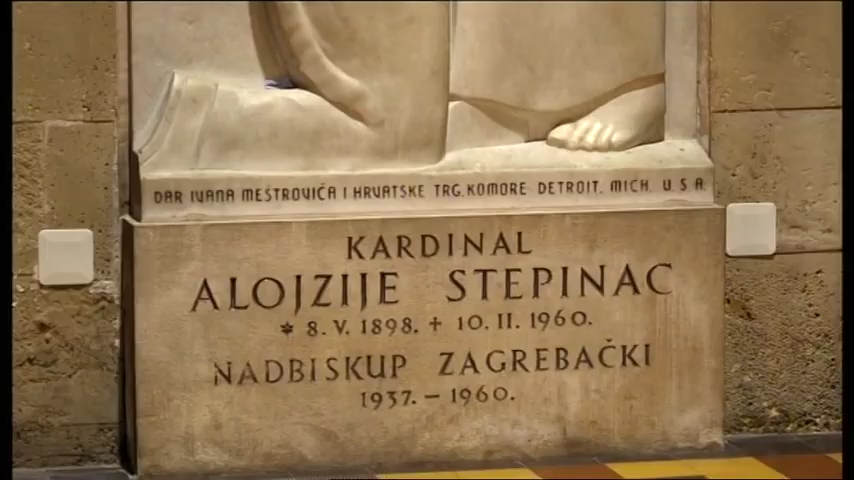 DAR IVANA MEŠTROVIĆA I HRVATSKE TRG. KOMORE DETROIT, MICH. U.S A.
KARDINAL
ALOJZIJE STEPINAC
* 8. V. 1898. + 10. II. 1960.
NADBISKUP ZAGREBAČKI
1937. – 1960.